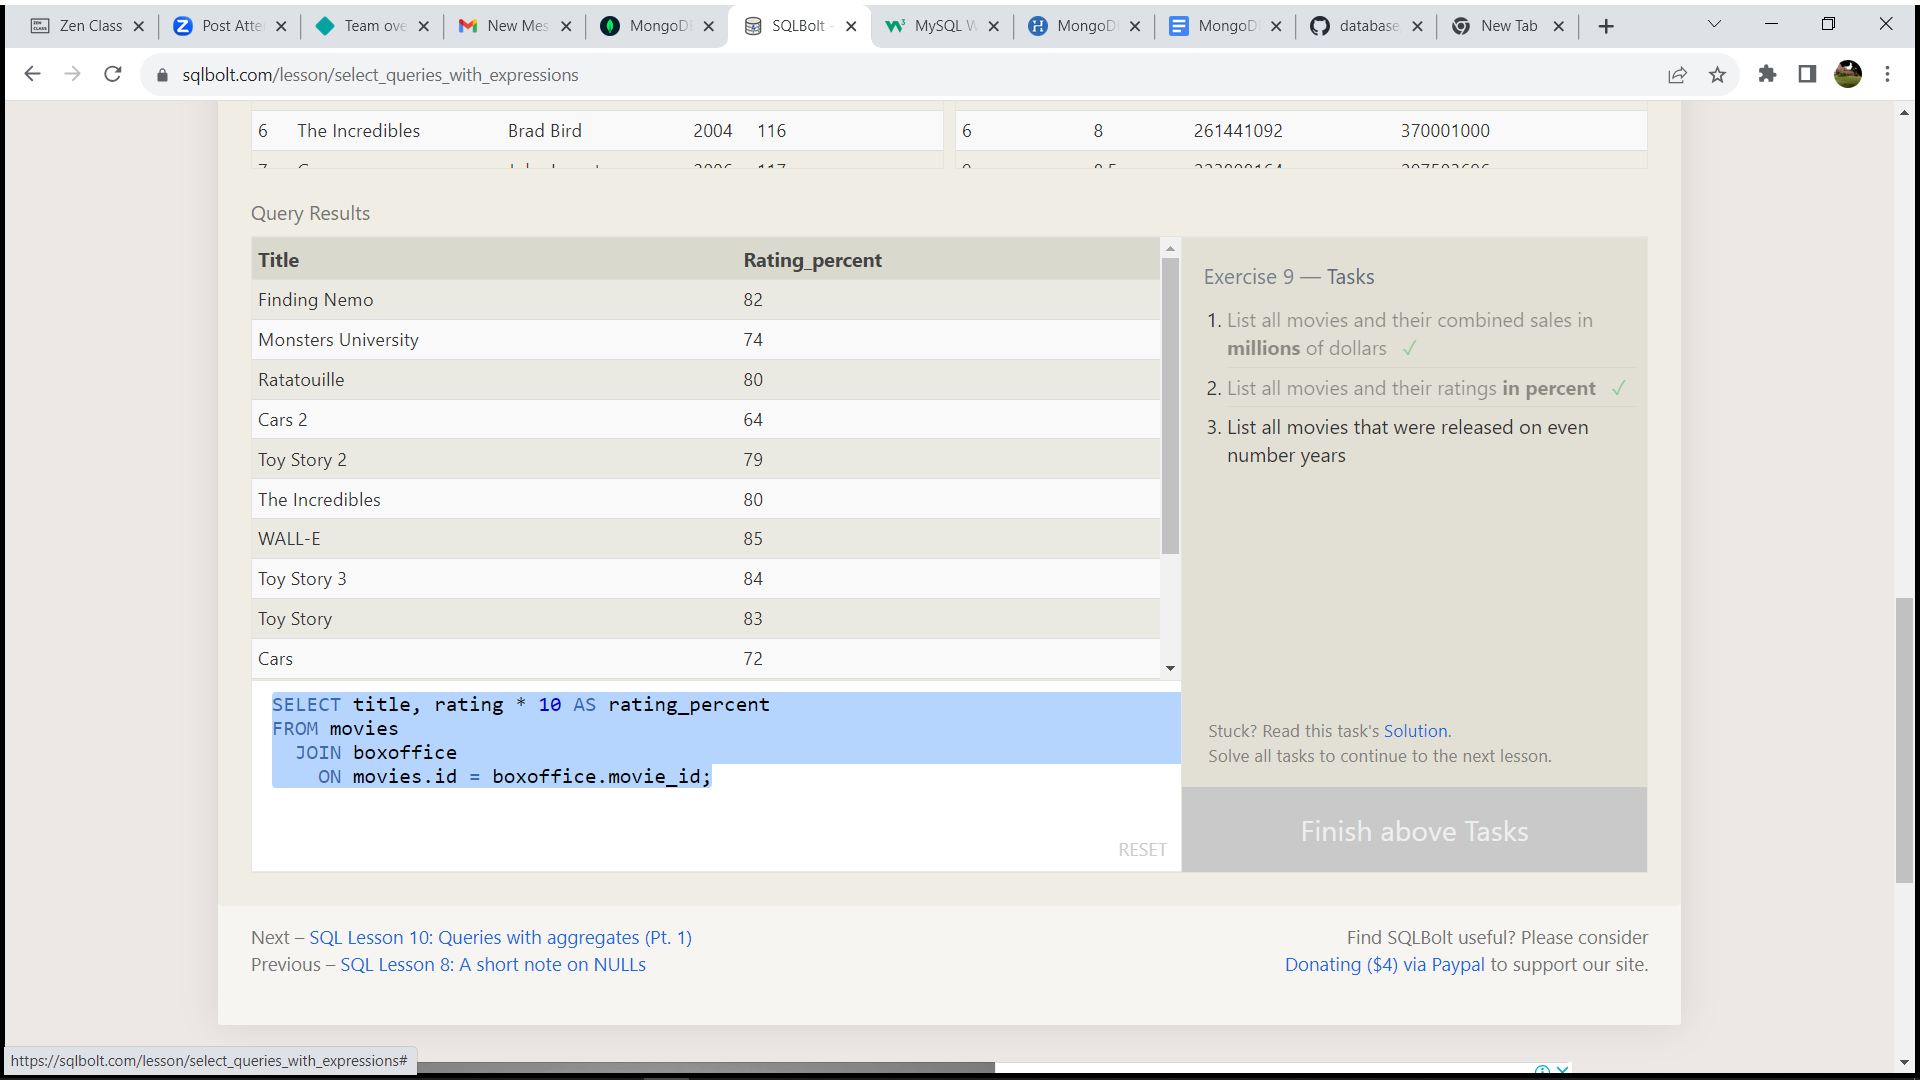 Zen Class
Post Atte
Team ove
New Mes
MongoD
SQLBolt -
MySQL W
MongoD
MongoD
database
New Tab
sqlbolt.com/lesson/select_queries_with_expressions
6 The Incredibles Brad Bird 2004 116
6 8 261441092 370001000
Query Results
Title Rating_percent
Finding Nemo 82
Monsters University 74
Ratatouille 80
Cars 2 64
Toy Story 2 79
The Incredibles 80
WALL-E 85
Toy Story 3 84
Toy Story 83
Cars 72
SELECT title, rating * 10 AS rating_percent
FROM movies
JOIN boxoffice
ON movies.id = boxoffice.movie_id;
RESET
Exercise 9 — Tasks
1. List all movies and their combined sales in
millions of dollars ✓
2. List all movies and their ratings in percent ✓
3. List all movies that were released on even
number years
Stuck? Read this task's Solution.
Solve all tasks to continue to the next lesson.
Finish above Tasks
Next – SQL Lesson 10: Queries with aggregates (Pt. 1)
Previous – SQL Lesson 8: A short note on NULLs
Find SQLBolt useful? Please consider
Donating ($4) via Paypal to support our site.
https://sqlbolt.com/lesson/select_queries_with_expressions#